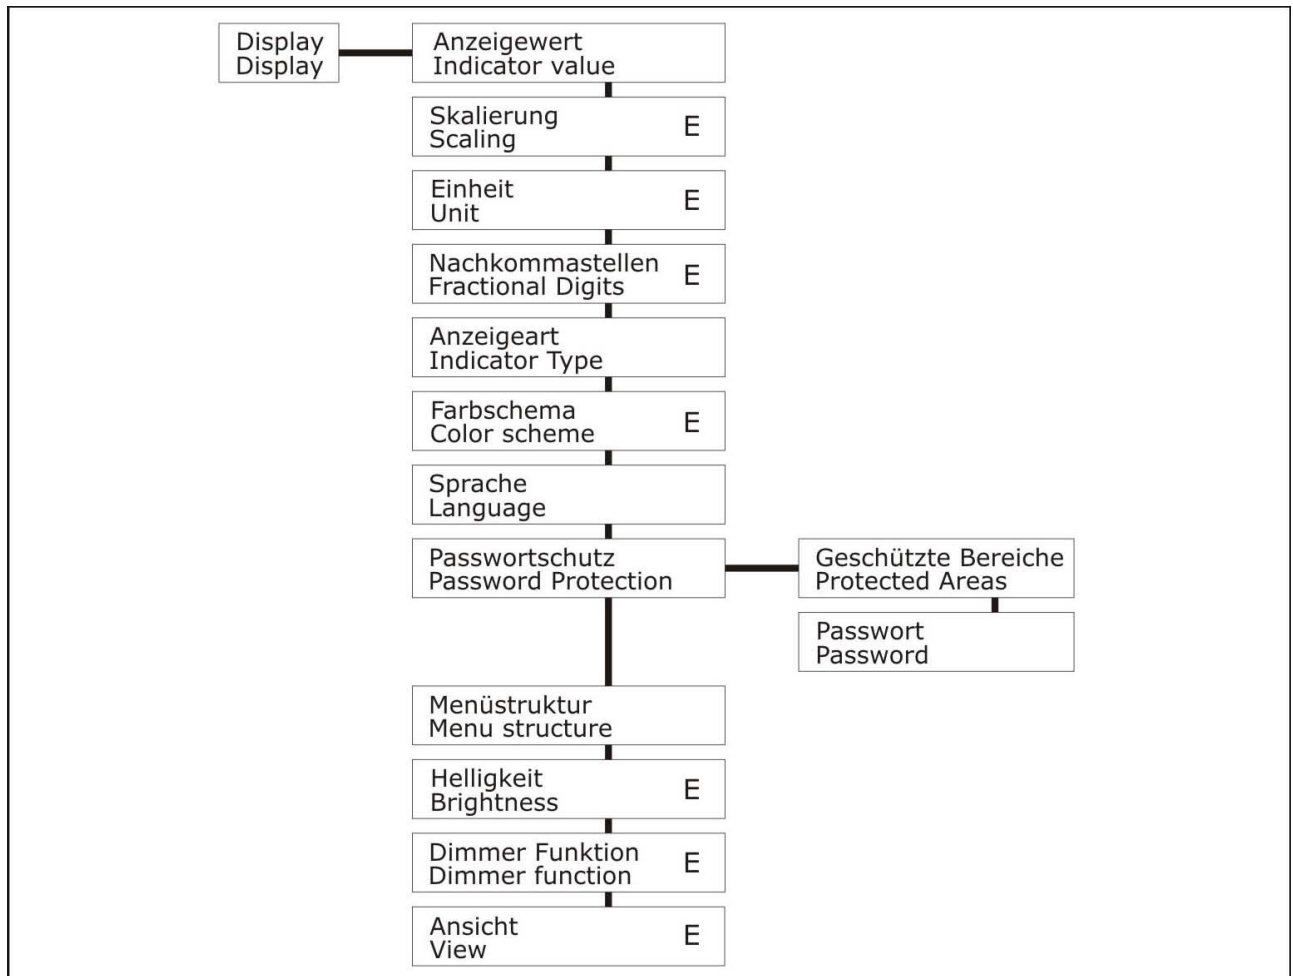 Display
Display
Anzeigewert
Indicator value
Skalierung
Scaling
E
Einheit
Unit
E
Nachkommastellen
Fractional Digits
E
Anzeigeart
Indicator Type
Farbschema
Color scheme
E
Sprache
Language
Passwortschutz
Password Protection
Geschützte Bereiche
Protected Areas
Passwort
Password
Menüstruktur
Menu structure
Helligkeit
Brightness
E
Dimmer Funktion
Dimmer function
E
Ansicht
View
E